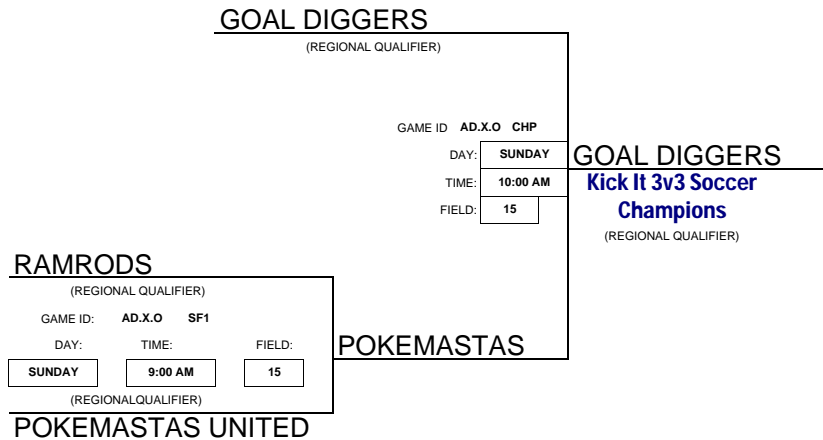 GOAL DIGGERS
(REGIONAL QUALIFIER)
GAME ID AD.X.O CHP
DAY: SUNDAY
TIME: 10:00 AM
FIELD: 15
GOAL DIGGERS
Kick It 3v3 Soccer
Champions
(REGIONAL QUALIFIER)
RAMRODS
(REGIONAL QUALIFIER)
GAME ID: AD.X.O SF1
DAY: TIME: FIELD:
SUNDAY 9:00 AM 15
(REGIONALQUALIFIER)
POKEMASTAS UNITED
POKEMASTAS